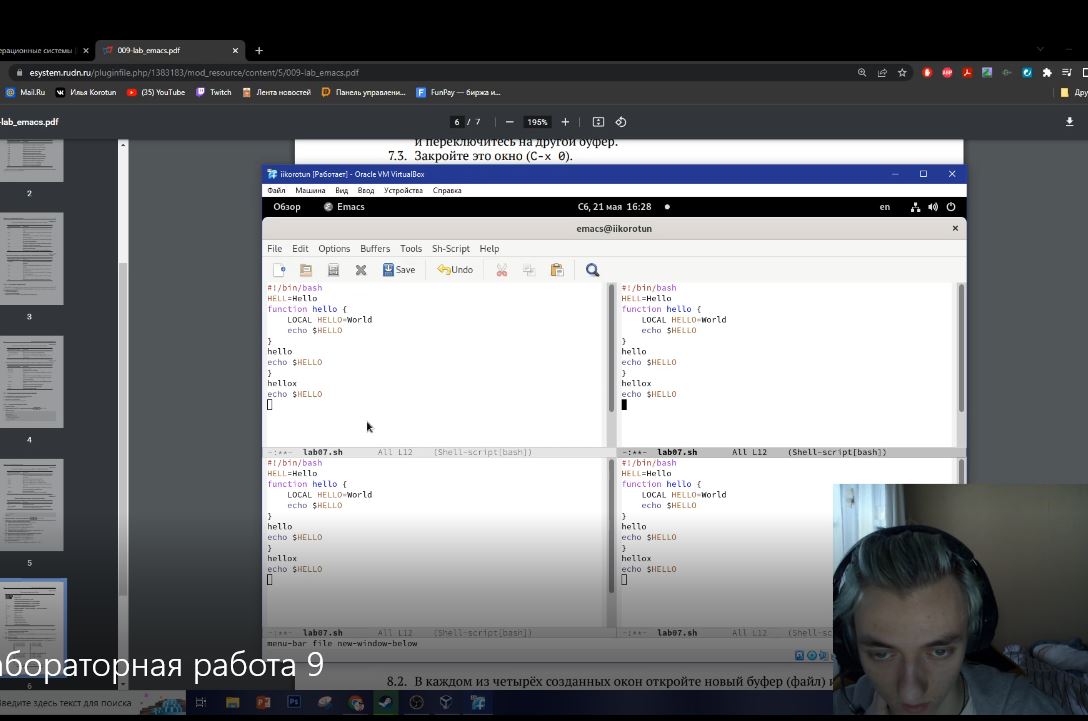 ерационные системы
009-lab_emacs.pdf
esystem.rudn.ru/pluginfile.php/1383183/mod_resource/content/5/009-lab_emacs.pdf
Mail.Ru Илья Korotun (35) YouTube Twitch Лента новостей Панель управлени... FunPay — биржа и... Дру
-lab_emacs.pdf 6 / 7 195%
и переключитесь на другой буфер.
7.3. Закройте это окно (C-x 0).
iikorotun [Работает] - Oracle VM VirtualBox
Файл Машина Вид Ввод Устройства Справка
Обзор Emacs Сб, 21 мая 16:28 en
emacs@iikorotun
File Edit Options Buffers Tools Sh-Script Help
Save Undo
#!/bin/bash
HELL=Hello
function hello {
    LOCAL HELLO=World
    echo $HELLO
}
hello
echo $HELLO
}
hellox
echo $HELLO
-:**- lab07.sh All L12 (Shell-script[bash])
#!/bin/bash
HELL=Hello
function hello {
    LOCAL HELLO=World
    echo $HELLO
}
hello
echo $HELLO
}
hellox
echo $HELLO
-:**- lab07.sh All L12 (Shell-script[bash])
#!/bin/bash
HELL=Hello
function hello {
    LOCAL HELLO=World
    echo $HELLO
}
hello
echo $HELLO
}
hellox
echo $HELLO
-:**- lab07.sh All L12 (Shell-script[bash])
#!/bin/bash
HELL=Hello
function hello {
    LOCAL HELLO=World
    echo $HELLO
}
hello
echo $HELLO
}
hellox
echo $HELLO
-:**- lab07.sh All L12 (Shell-sc
menu-bar file new-window-below
2
3
4
5
6
абораторная работа 9
8.2. В каждом из четырёх созданных окон откройте новый буфер (файл) и
Введите здесь текст для поиска